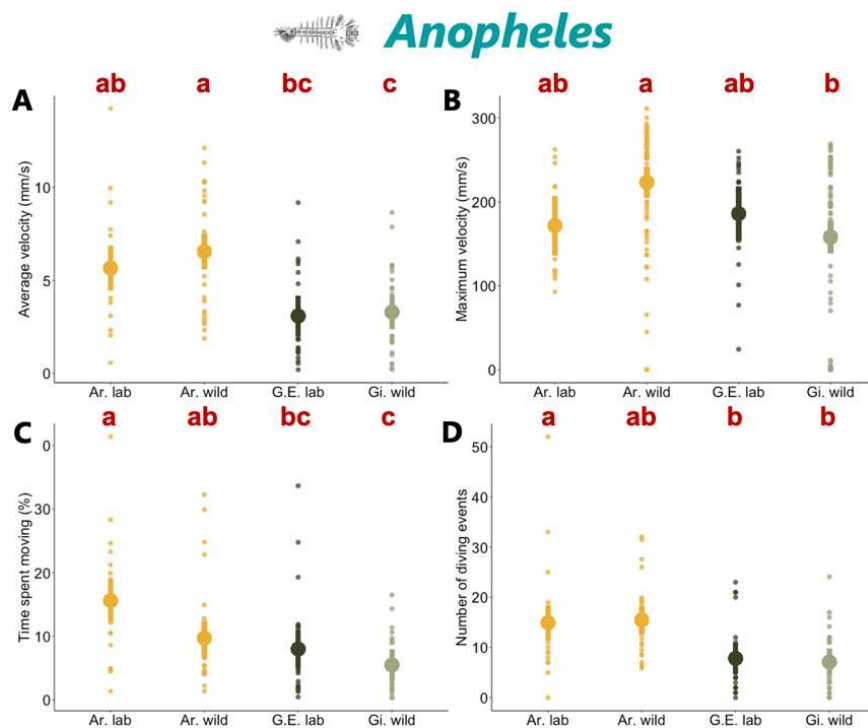 Anopheles
A
ab a bc c
Average velocity (mm/s)
10
5
0
Ar. lab Ar. wild G.E. lab Gi. wild
B
ab a ab b
Maximum velocity (mm/s)
300
200
100
0
Ar. lab Ar. wild G.E. lab Gi. wild
C
a ab bc c
Time spent moving (%)
0
30
20
10
0
Ar. lab Ar. wild G.E. lab Gi. wild
D
a ab b b
Number of diving events
50
40
30
20
10
0
Ar. lab Ar. wild G.E. lab Gi. wild